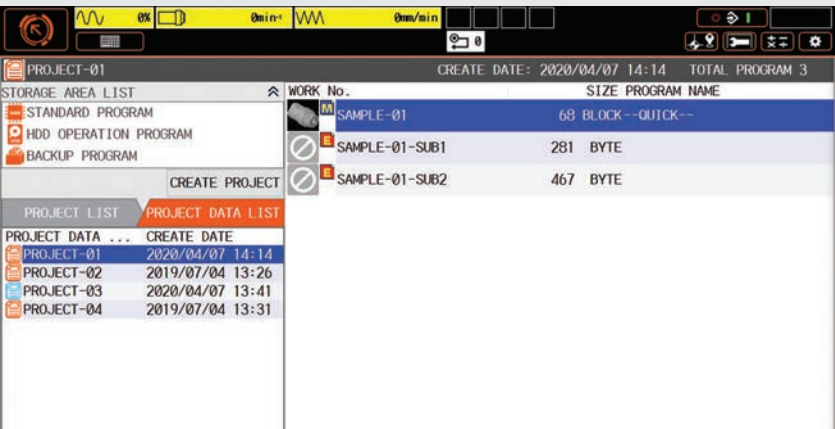 0% 0min-¹ 0mm/min
0
PROJECT-01 CREATE DATE: 2020/04/07 14:14 TOTAL PROGRAM 3
STORAGE AREA LIST
STANDARD PROGRAM
HDD OPERATION PROGRAM
BACKUP PROGRAM
CREATE PROJECT
PROJECT LIST PROJECT DATA LIST
PROJECT DATA ... CREATE DATE
PROJECT-01 2020/04/07 14:14
PROJECT-02 2019/07/04 13:26
PROJECT-03 2020/04/07 13:41
PROJECT-04 2019/07/04 13:31
WORK No. SIZE PROGRAM NAME
M SAMPLE-01 68 BLOCK--QUICK--
E SAMPLE-01-SUB1 281 BYTE
E SAMPLE-01-SUB2 467 BYTE